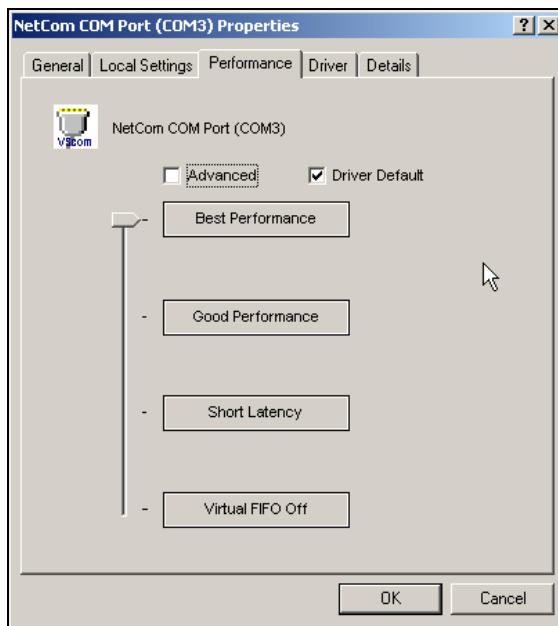 NetCom COM Port (COM3) Properties
General Local Settings Performance Driver Details
VScom
NetCom COM Port (COM3)
Advanced Driver Default
Best Performance
Good Performance
Short Latency
Virtual FIFO Off
OK Cancel